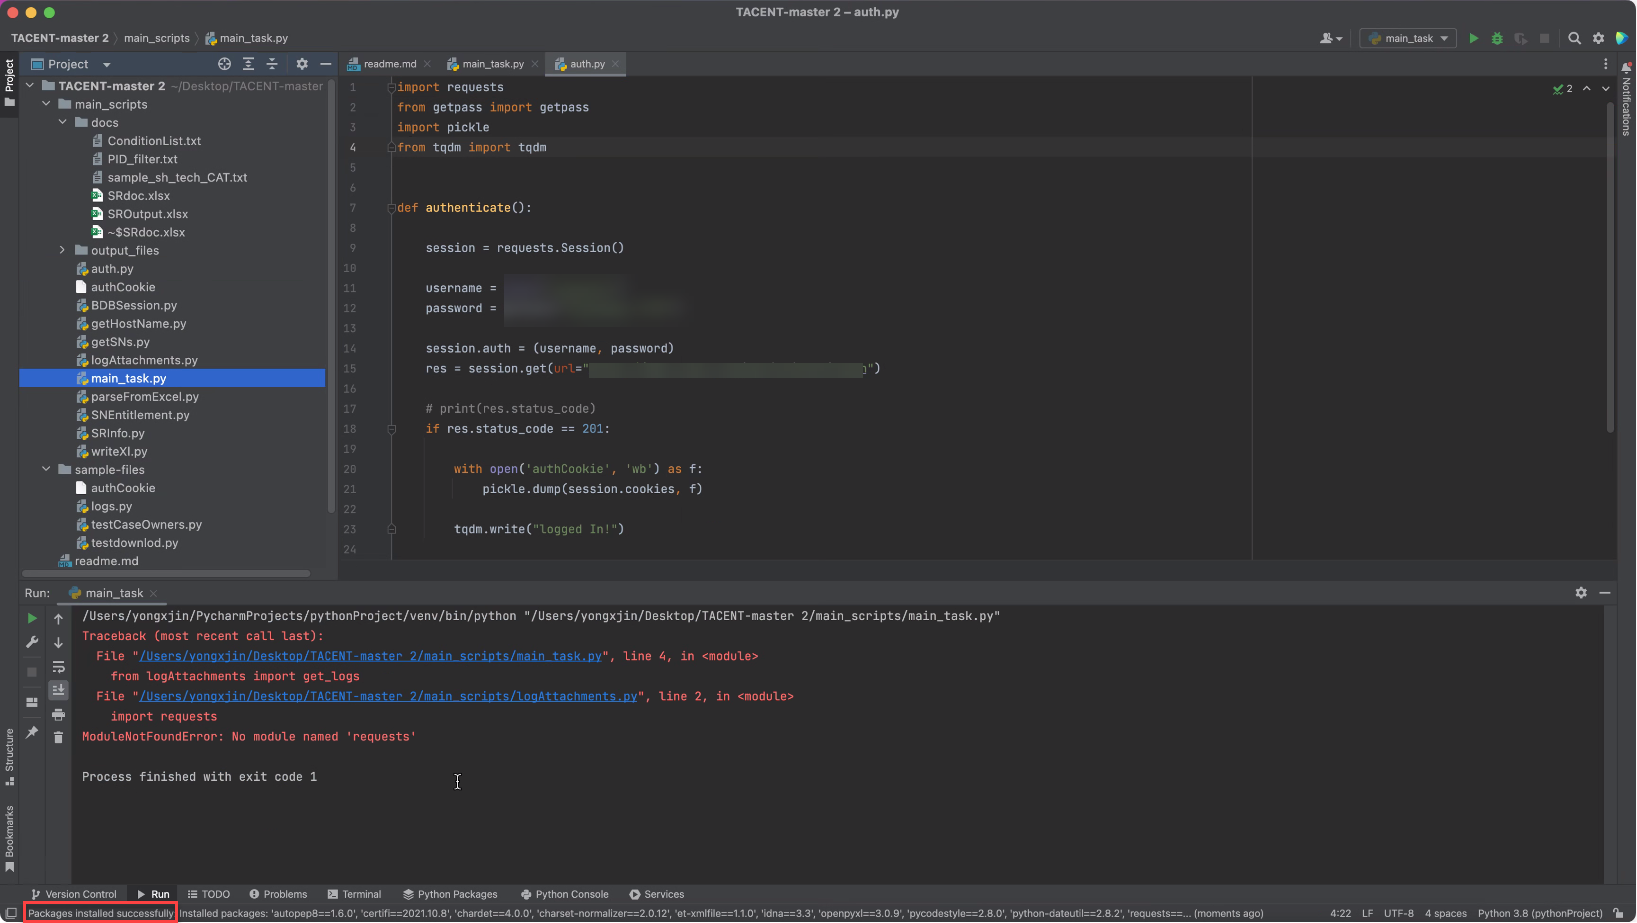 TACENT-master 2 – auth.py
TACENT-master 2 main_scripts main_task.py
main_task
Project
readme.md main_task.py auth.py
TACENT-master 2 ~/Desktop/TACENT-master
main_scripts
docs
ConditionList.txt
PID_filter.txt
sample_sh_tech_CAT.txt
SRdoc.xlsx
SROutput.xlsx
~$SRdoc.xlsx
output_files
auth.py
authCookie
BDBSession.py
getHostName.py
getSNs.py
logAttachments.py
main_task.py
parseFromExcel.py
SNEntitlement.py
SRInfo.py
writeXl.py
sample-files
authCookie
logs.py
testCaseOwners.py
testdownlod.py
readme.md
Project
Structure
Bookmarks
Notifications
2
1 import requests
2 from getpass import getpass
3 import pickle
4 from tqdm import tqdm
5
6
7 def authenticate():
8
9 session = requests.Session()
10
11 username =
12 password =
13
14 session.auth = (username, password)
15 res = session.get(url=" ")
16
17 # print(res.status_code)
18 if res.status_code == 201:
19
20 with open('authCookie', 'wb') as f:
21 pickle.dump(session.cookies, f)
22
23 tqdm.write("logged In!")
24
Run: main_task
/Users/yongxjin/PycharmProjects/pythonProject/venv/bin/python "/Users/yongxjin/Desktop/TACENT-master 2/main_scripts/main_task.py"
Traceback (most recent call last):
File "/Users/yongxjin/Desktop/TACENT-master 2/main_scripts/main_task.py", line 4, in <module>
from logAttachments import get_logs
File "/Users/yongxjin/Desktop/TACENT-master 2/main_scripts/logAttachments.py", line 2, in <module>
import requests
ModuleNotFoundError: No module named 'requests'
Process finished with exit code 1
Version Control Run TODO Problems Terminal Python Packages Python Console Services
Packages installed successfully: Installed packages: 'autopep8==1.6.0', 'certifi==2021.10.8', 'chardet==4.0.0', 'charset-normalizer==2.0.12', 'et-xmlfile==1.1.0', 'idna==3.3', 'openpyxl==3.0.9', 'pycodestyle==2.8.0', 'python-dateutil==2.8.2', 'requests==... (moments ago) 4:22 LF UTF-8 4 spaces Python 3.8 (pythonProject)